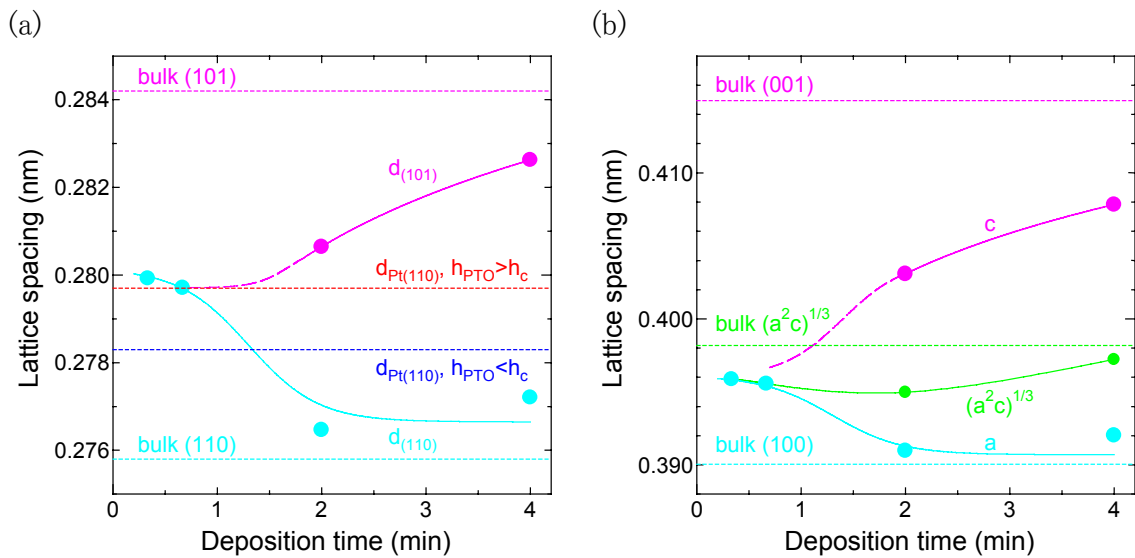 (a)
bulk (101)
0.284
d(101)
0.282
dPt(110), hPTO>hc
0.280
dPt(110), hPTO<hc
0.278
bulk (110)
d(110)
0.276
0 1 2 3 4
Deposition time (min)
Lattice spacing (nm)
(b)
bulk (001)
0.410
c
bulk (a²c)1/3
0.400
(a²c)1/3
bulk (100)
a
0.390
0 1 2 3 4
Deposition time (min)
Lattice spacing (nm)